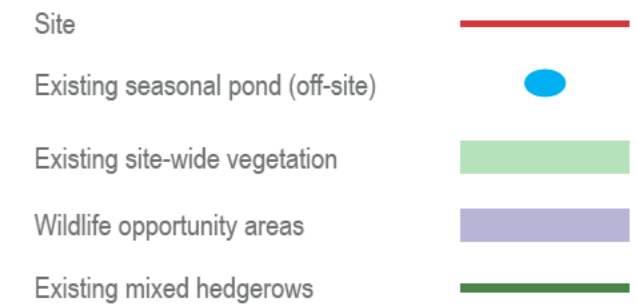 Site
Existing seasonal pond (off-site)
Existing site-wide vegetation
Wildlife opportunity areas
Existing mixed hedgerows